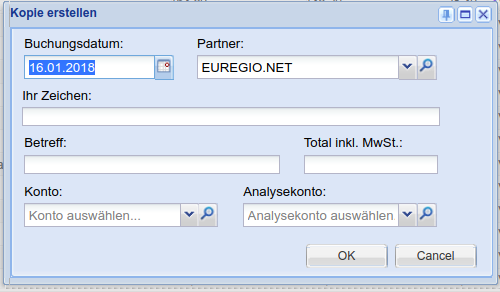 Kopie erstellen
Buchungsdatum: Partner:
16.01.2018 EUREGIO.NET
Ihr Zeichen:
Betreff: Total inkl. MwSt.:
Konto: Analysekonto:
Konto auswählen... Analysekonto auswählen
OK Cancel